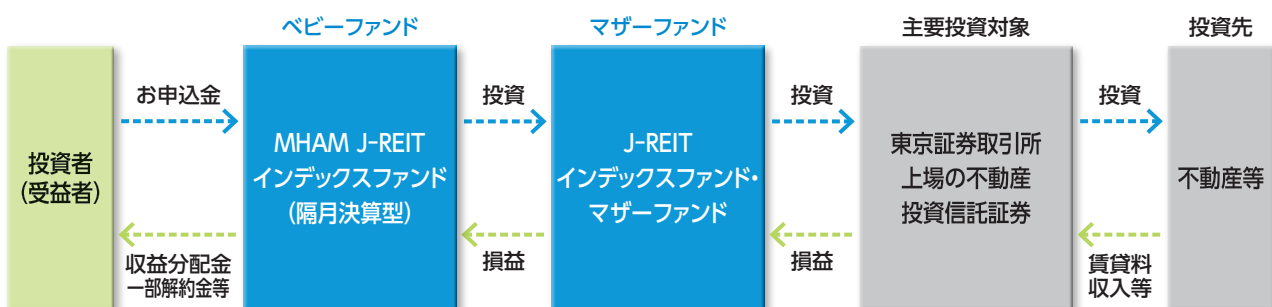 ベビーファンド
マザーファンド
主要投資対象
投資先
投資者
(受益者)
お申込金
収益分配金
一部解約金等
MHAM J-REIT
インデックスファンド
(隔月決算型)
投資
損益
J-REIT
インデックスファンド・
マザーファンド
投資
損益
東京証券取引所
上場の不動産
投資信託証券
投資
賃貸料
収入等
不動産等